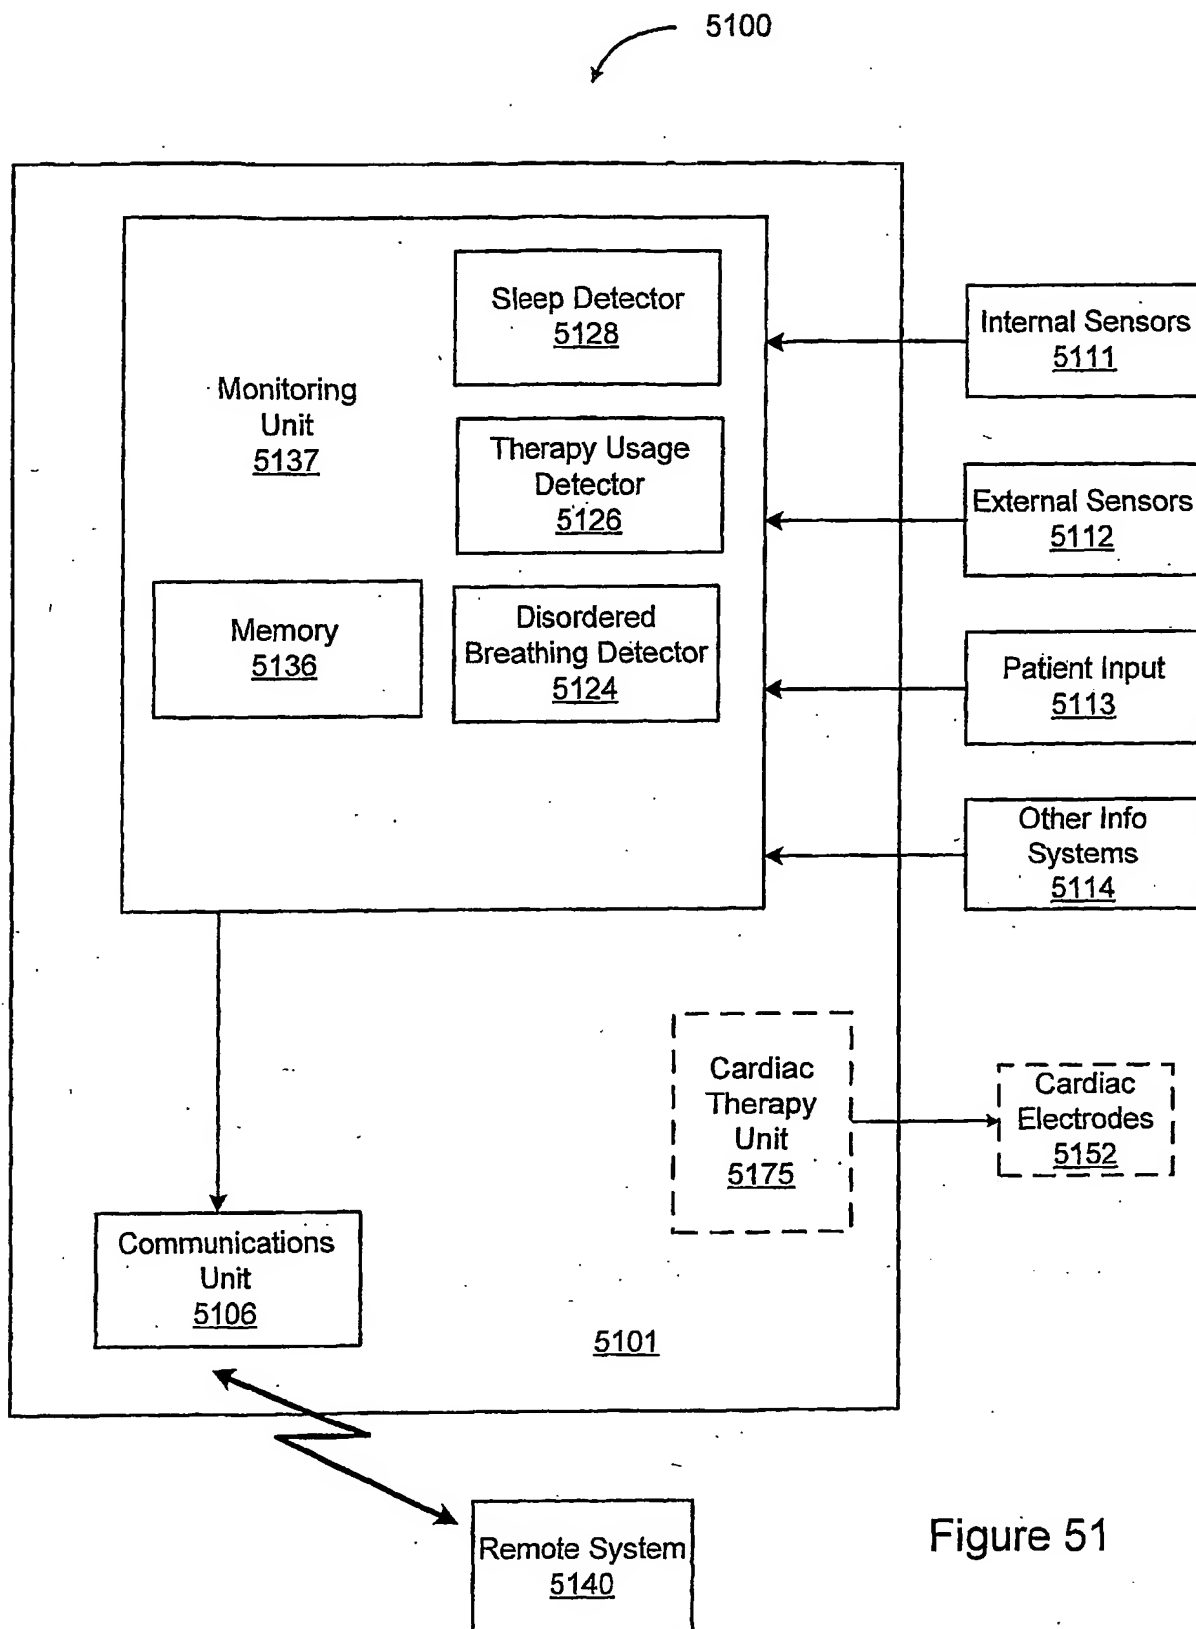 5100
Sleep Detector
5128
Monitoring
Unit
5137
Therapy Usage
Detector
5126
Memory
5136
Disordered
Breathing Detector
5124
Internal Sensors
5111
External Sensors
5112
Patient Input
5113
Other Info
Systems
5114
Cardiac
Therapy
Unit
5175
Cardiac
Electrodes
5152
Communications
Unit
5106
5101
Remote System
5140
Figure 51